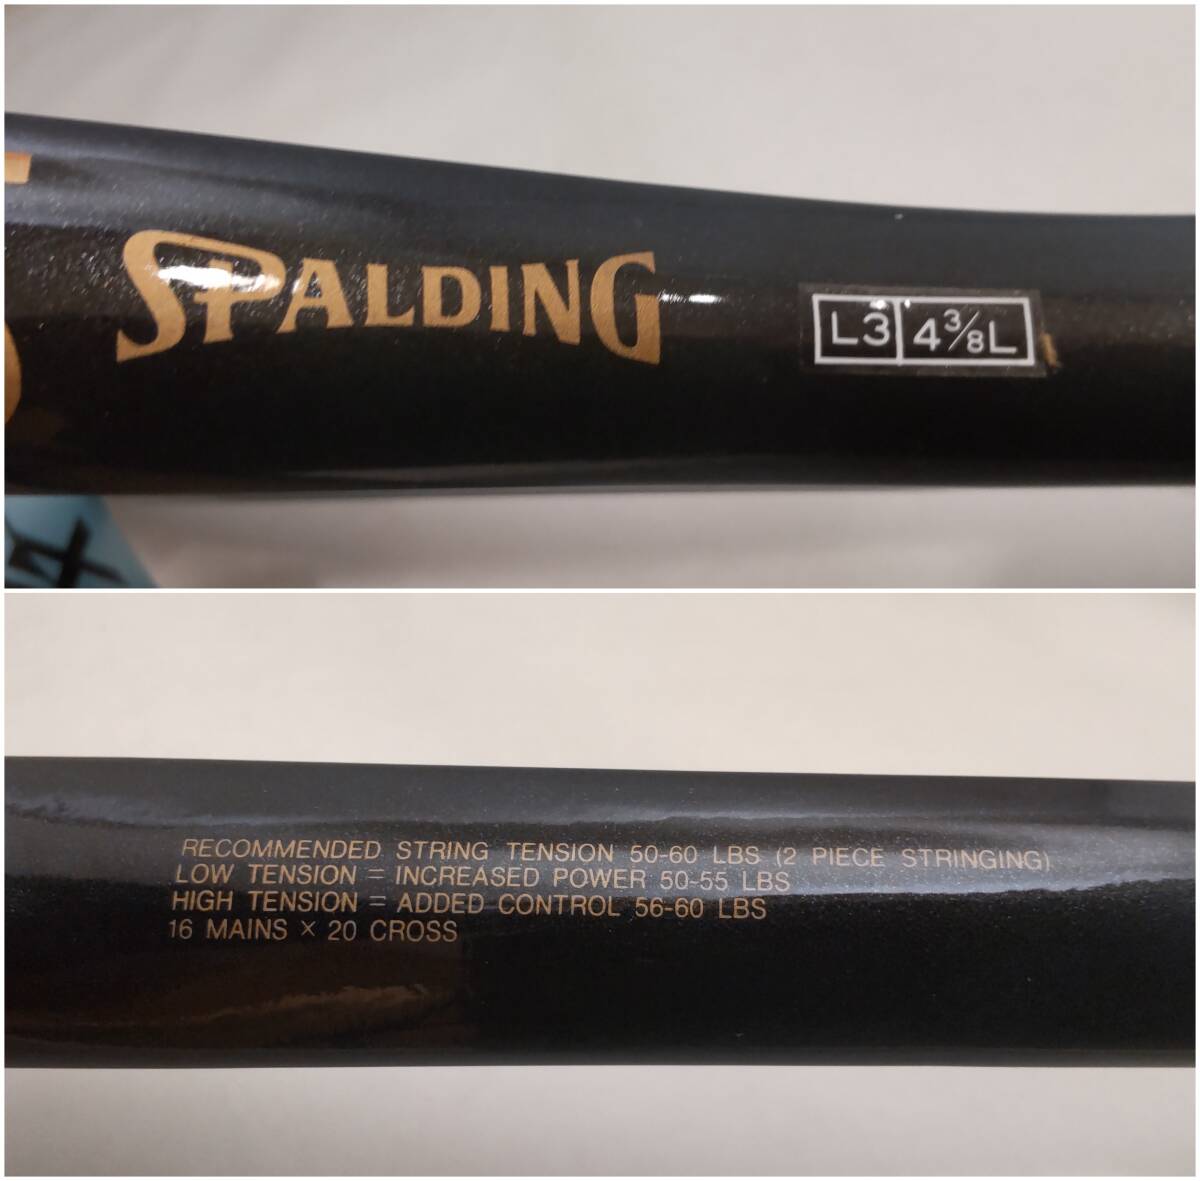 SPALDING
L3 4 3/8 L
RECOMMENDED STRING TENSION 50-60 LBS (2 PIECE STRINGING)
LOW TENSION = INCREASED POWER 50-55 LBS
HIGH TENSION = ADDED CONTROL 56-60 LBS
16 MAINS × 20 CROSS